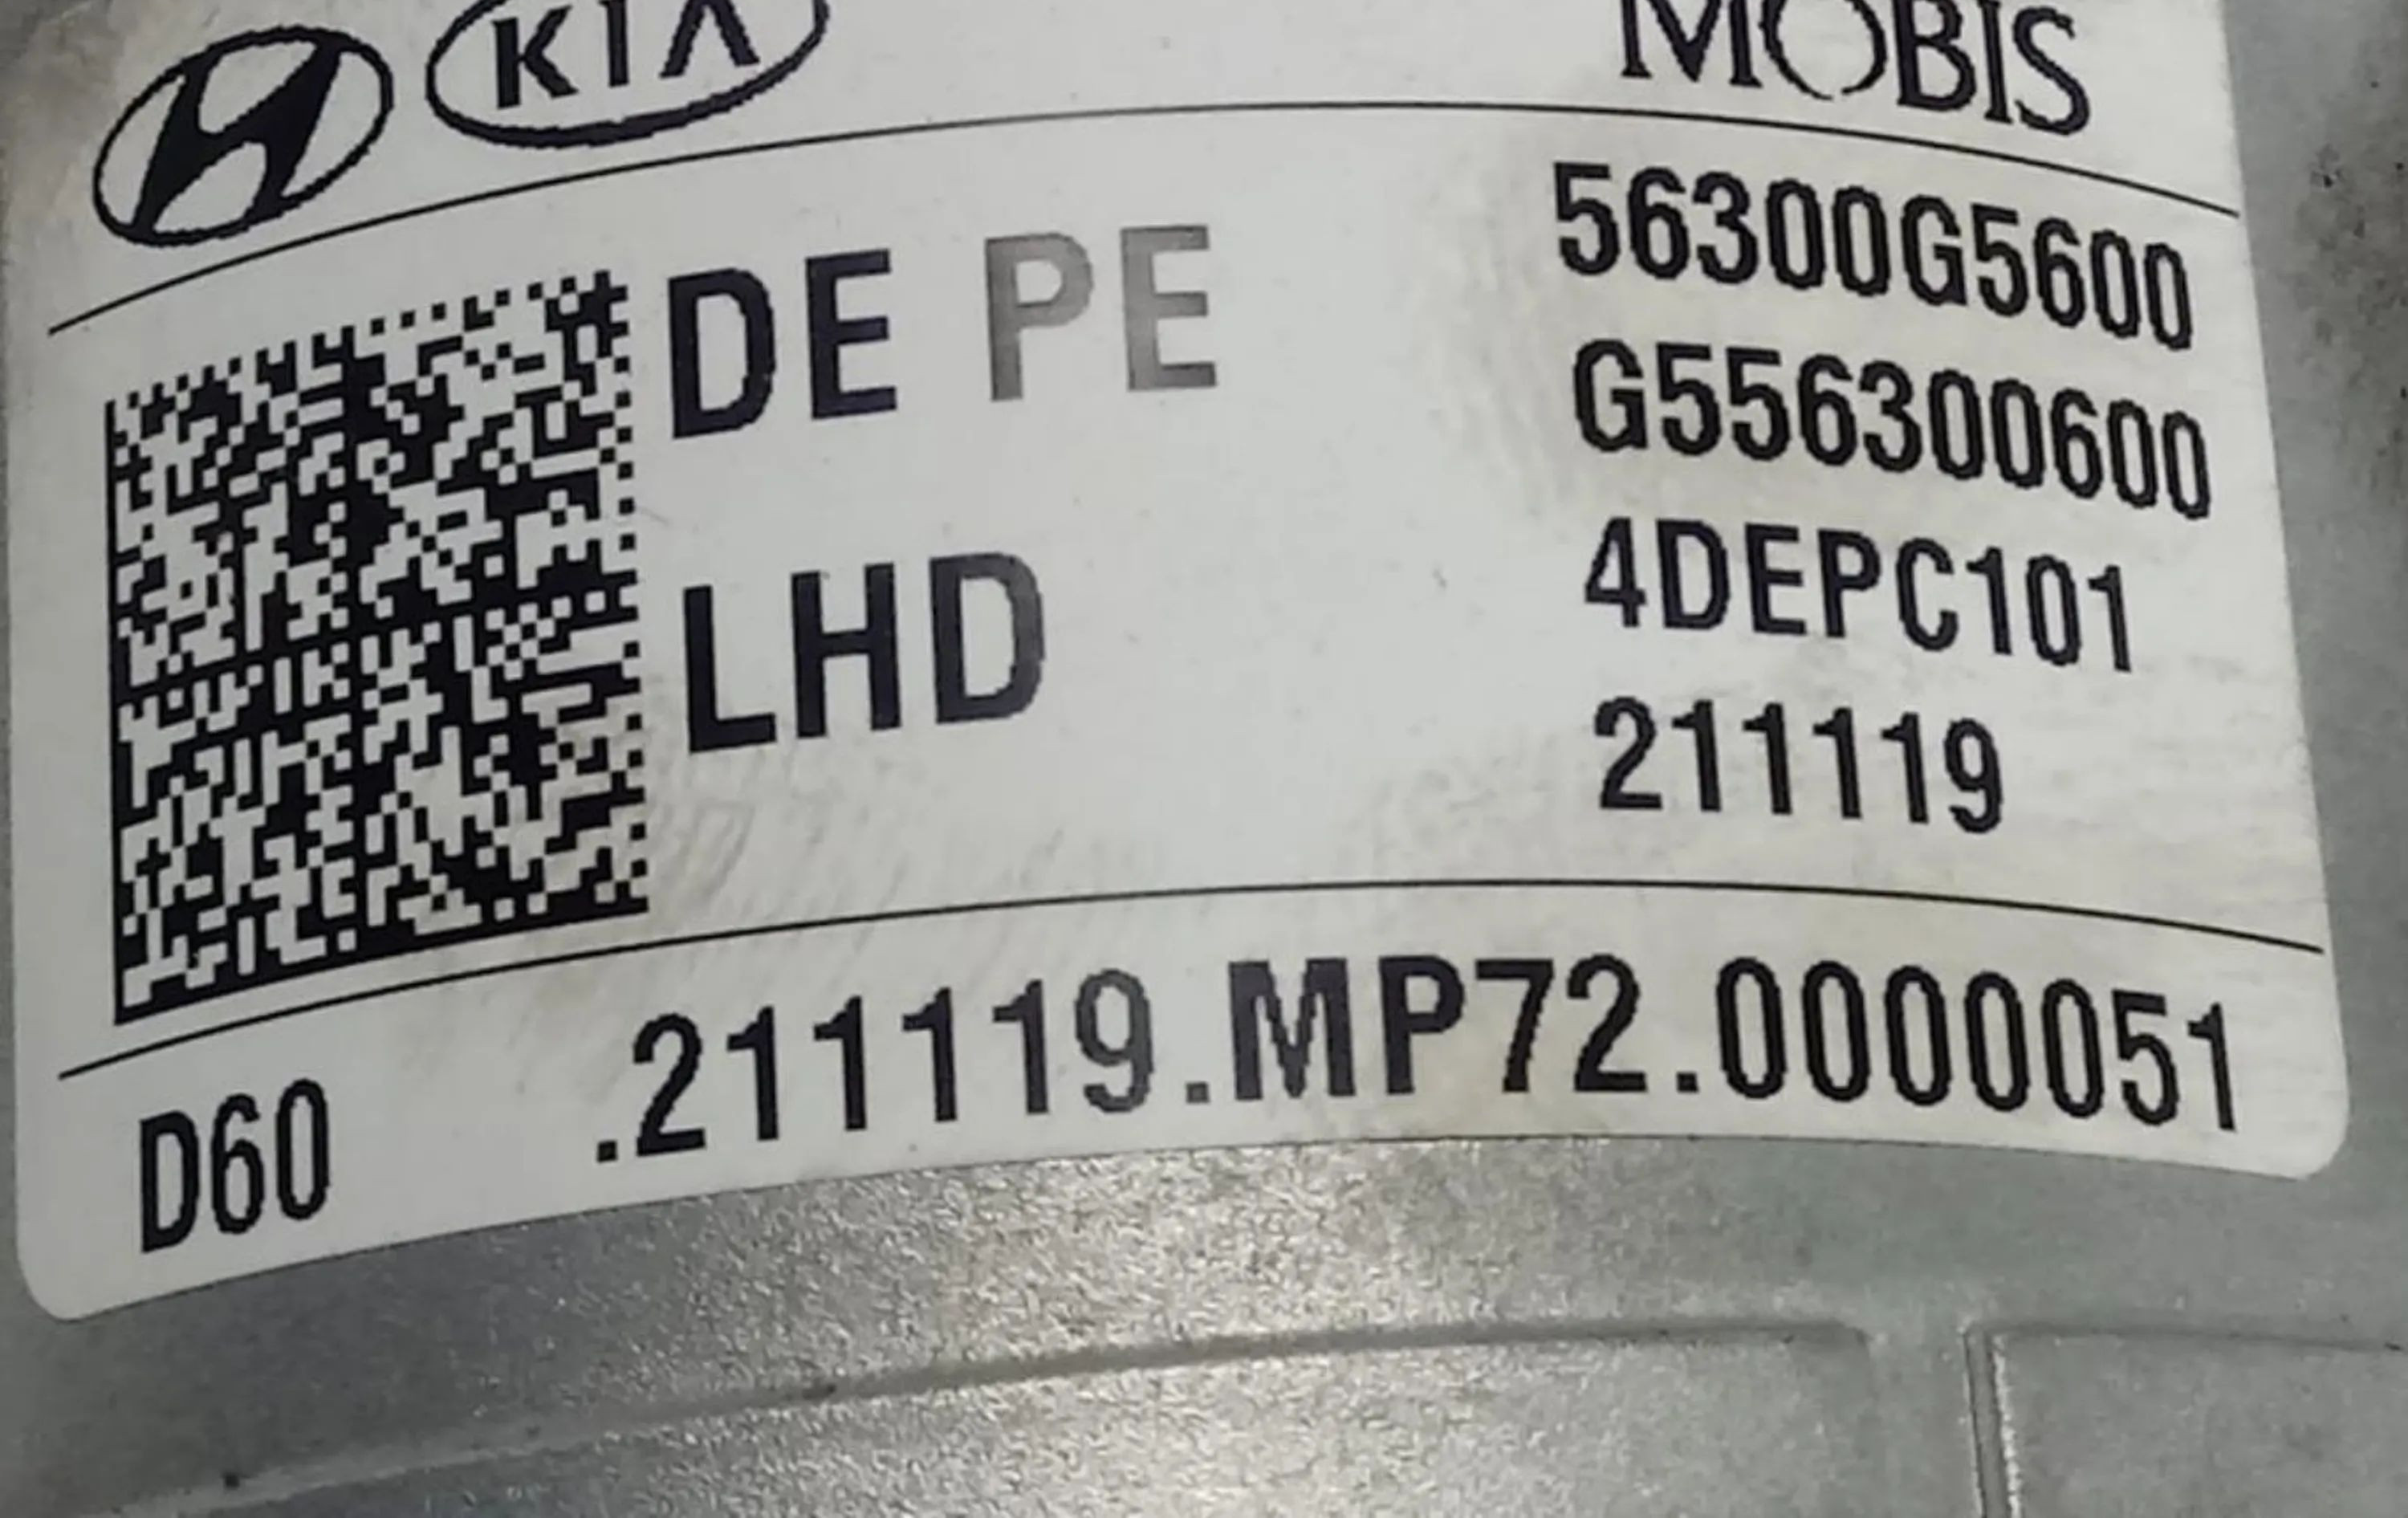 KIA MOBIS
DE PE 56300G5600
G556300600
LHD 4DEPC101
211119
D60 .211119.MP72.0000051